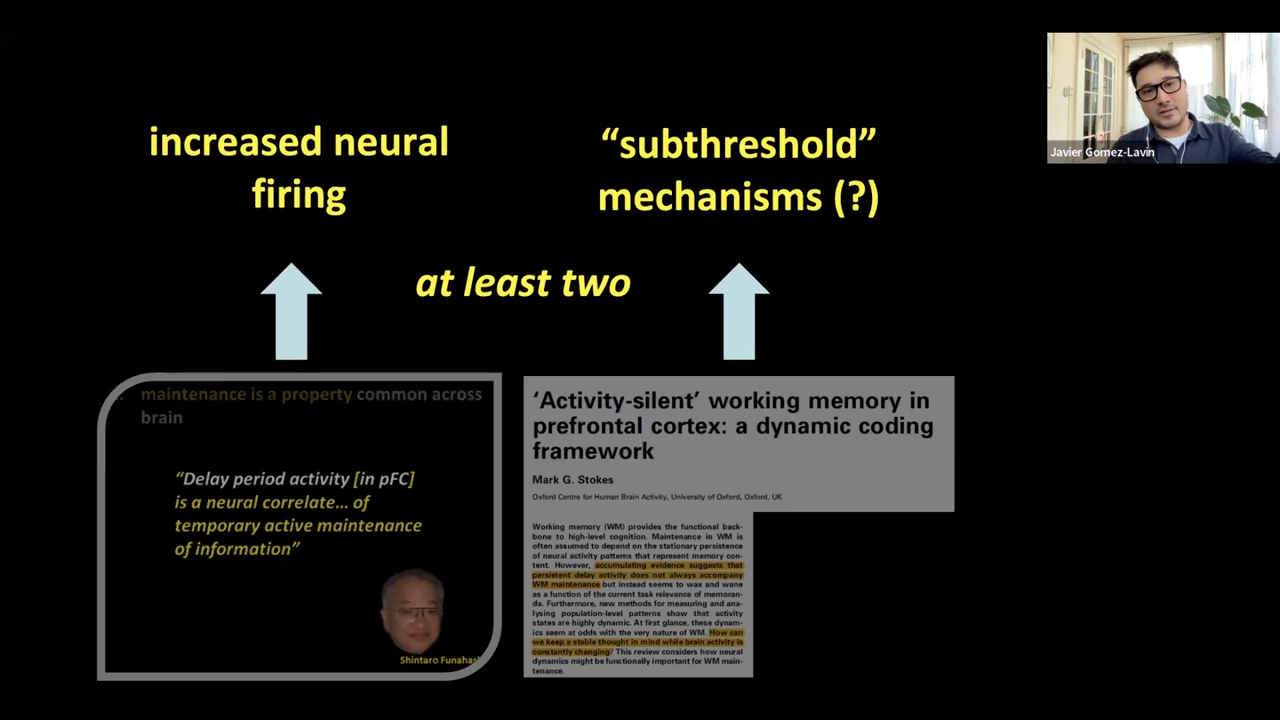 increased neural
firing
“subthreshold”
mechanisms (?)
at least two
Javier Gomez-Lavin
maintenance is a property common across
brain
“Delay period activity [in pFC]
is a neural correlate... of
temporary active maintenance
of information”
Shintaro Funahashi
‘Activity-silent’ working memory in
prefrontal cortex: a dynamic coding
framework
Mark G. Stokes
Oxford Centre for Human Brain Activity, University of Oxford, Oxford, UK
Working memory (WM) provides the functional back-
bone to high-level cognition. Maintenance in WM is
often assumed to depend on the stationary persistence
of neural activity patterns that represent memory con-
tent. However, accumulating evidence suggests that
persistent delay activity does not always accompany
WM maintenance but instead seems to wax and wane
as a function of the current task relevance of memoran-
da. Furthermore, new methods for measuring and ana-
lysing population-level patterns show that activity
states are highly dynamic. At first glance, these dynam-
ics seem at odds with the very nature of WM. How can
we keep a stable thought in mind while brain activity is
constantly changing? This review considers how neural
dynamics might be functionally important for WM main-
tenance.